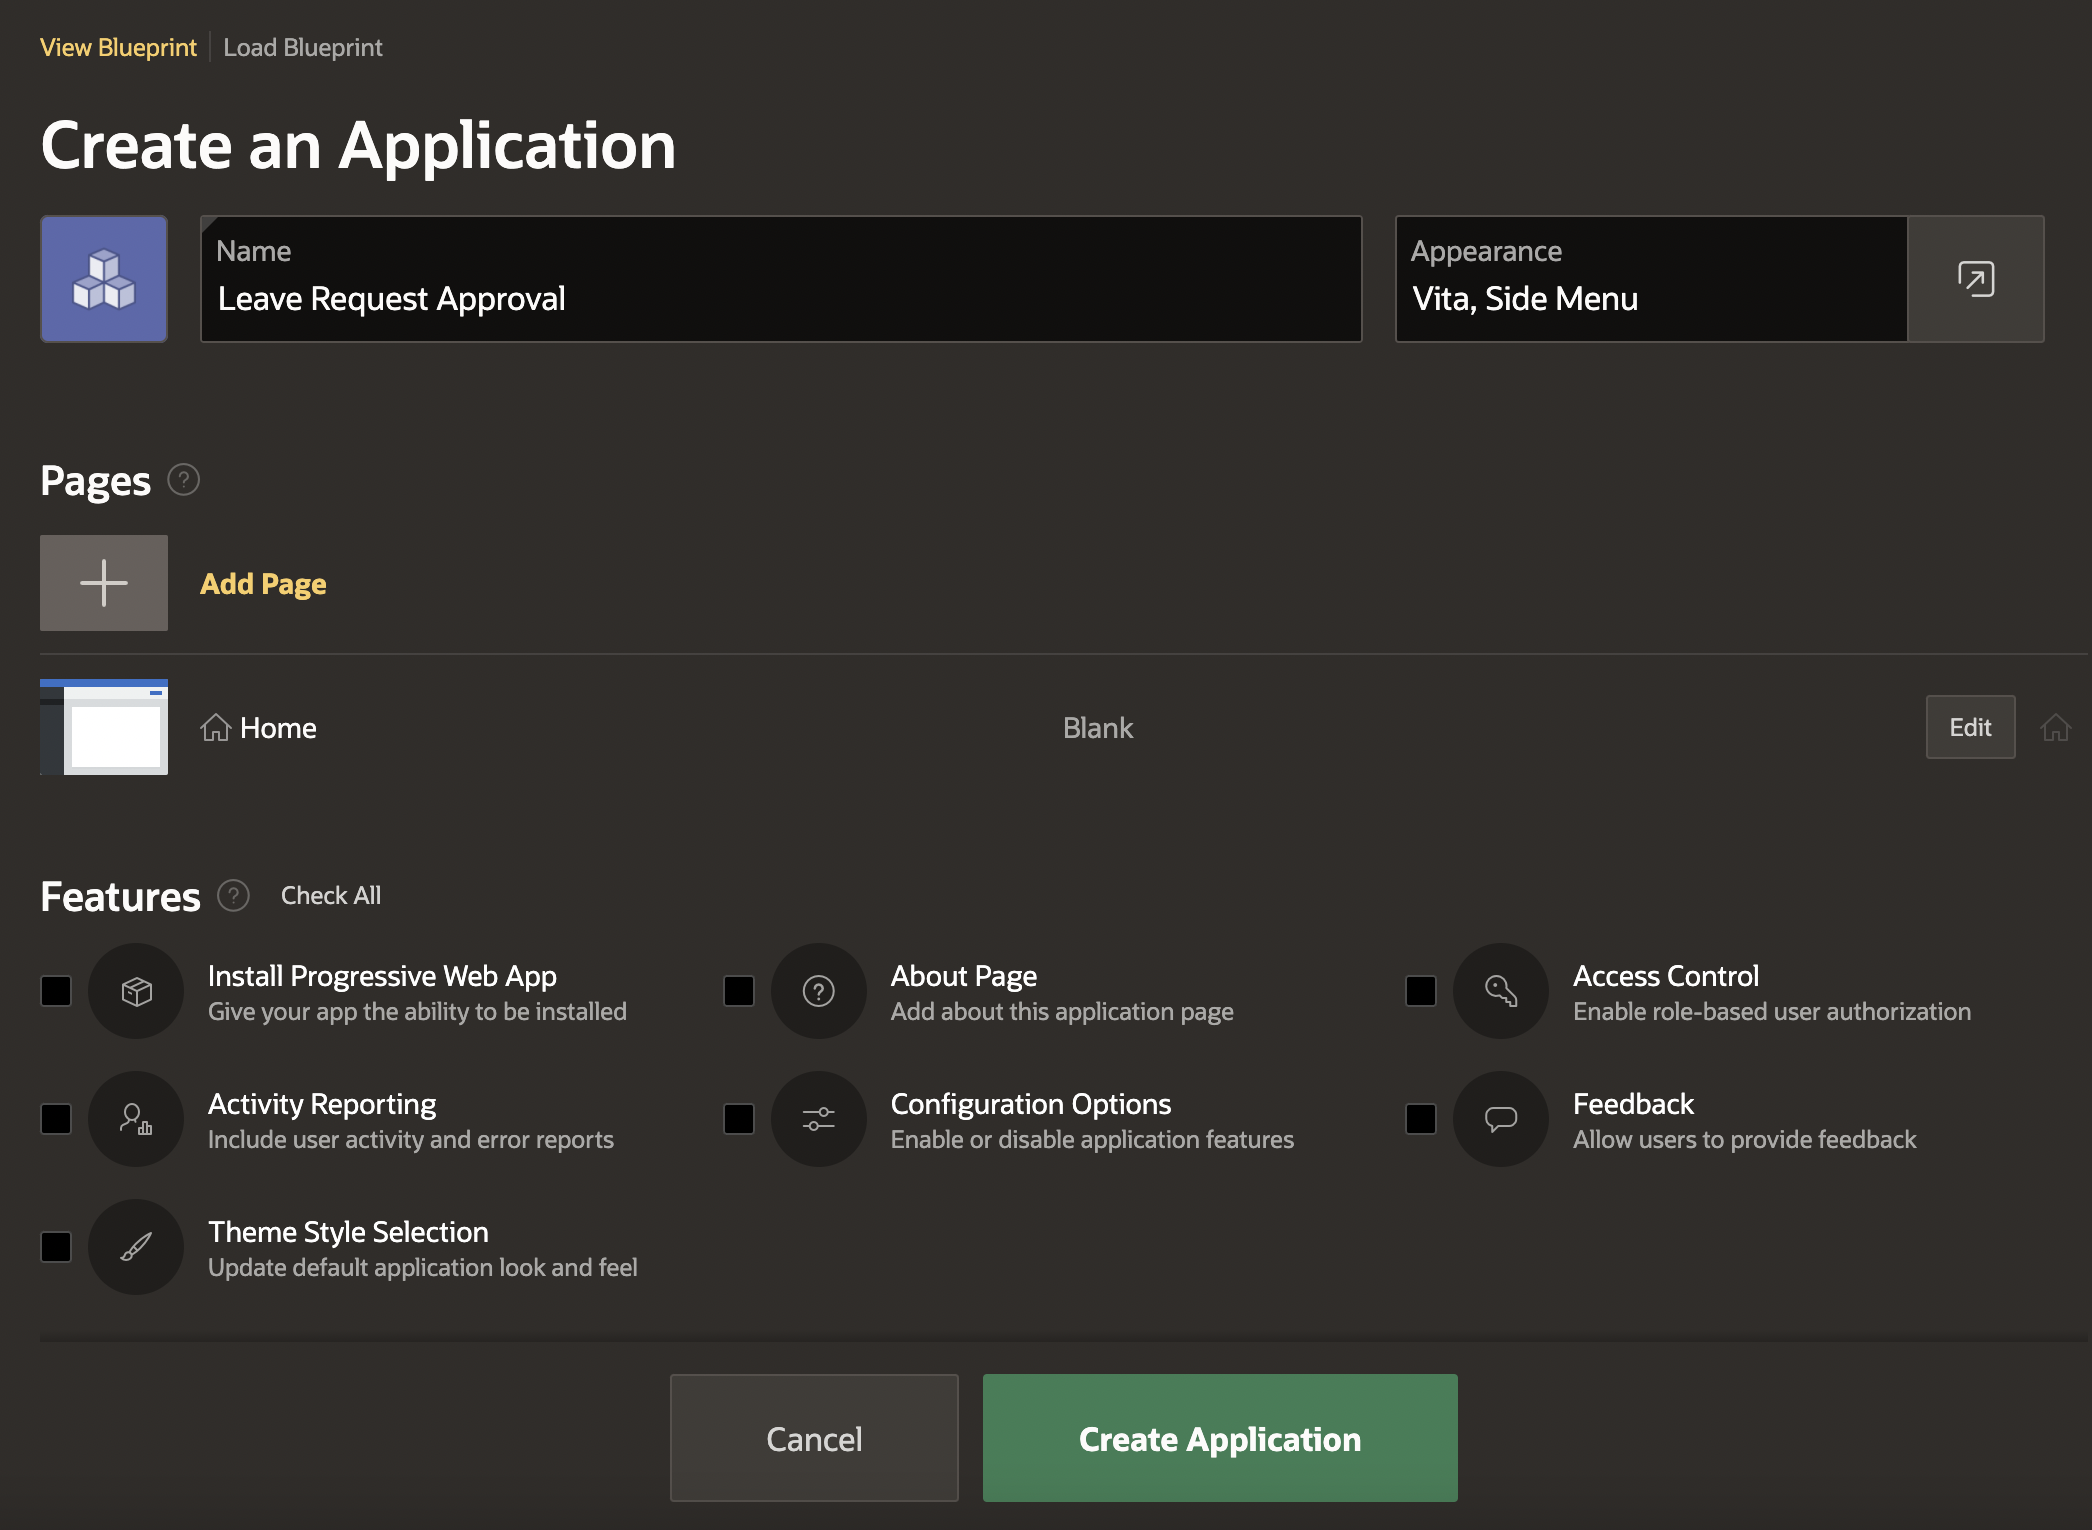 View Blueprint
Load Blueprint
Create an Application
Name
Leave Request Approval
Appearance
Vita, Side Menu
Pages ?
Add Page
Home
Blank
Edit
Features ?
Check All
Install Progressive Web App
Give your app the ability to be installed
About Page
Add about this application page
Access Control
Enable role-based user authorization
Activity Reporting
Include user activity and error reports
Configuration Options
Enable or disable application features
Feedback
Allow users to provide feedback
Theme Style Selection
Update default application look and feel
Cancel
Create Application